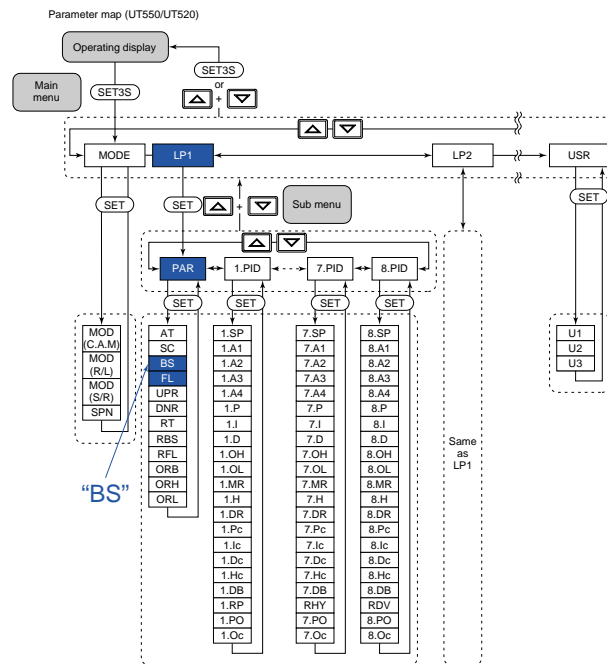 Parameter map (UT550/UT520)
Operating display
SET3S
or
+
Main
menu
SET3S
MODE
LP1
LP2
USR
SET
SET
+
Sub menu
SET
PAR
1.PID
7.PID
8.PID
SET
SET
SET
SET
MOD
(C.A.M)
MOD
(R/L)
MOD
(S/R)
SPN
AT
SC
BS
FL
UPR
DNR
RT
RBS
RFL
ORB
ORH
ORL
"BS"
1.SP
1.A1
1.A2
1.A3
1.A4
1.P
1.I
1.D
1.OH
1.OL
1.MR
1.H
1.DR
1.Pc
1.Ic
1.Dc
1.Hc
1.DB
1.RP
1.PO
1.Oc
7.SP
7.A1
7.A2
7.A3
7.A4
7.P
7.I
7.D
7.OH
7.OL
7.MR
7.H
7.DR
7.Pc
7.Ic
7.Dc
7.Hc
7.DB
RHY
7.PO
7.Oc
8.SP
8.A1
8.A2
8.A3
8.A4
8.P
8.I
8.D
8.OH
8.OL
8.MR
8.H
8.DR
8.Pc
8.Ic
8.Dc
8.Hc
8.DB
RDV
8.PO
8.Oc
Same
as
LP1
U1
U2
U3